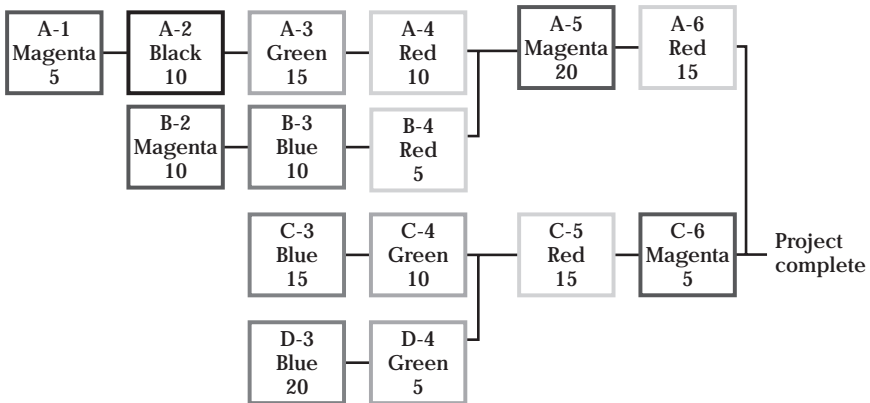 A-1
Magenta
5
A-2
Black
10
A-3
Green
15
A-4
Red
10
A-5
Magenta
20
A-6
Red
15
B-2
Magenta
10
B-3
Blue
10
B-4
Red
5
C-3
Blue
15
C-4
Green
10
C-5
Red
15
C-6
Magenta
5
Project
complete
D-3
Blue
20
D-4
Green
5